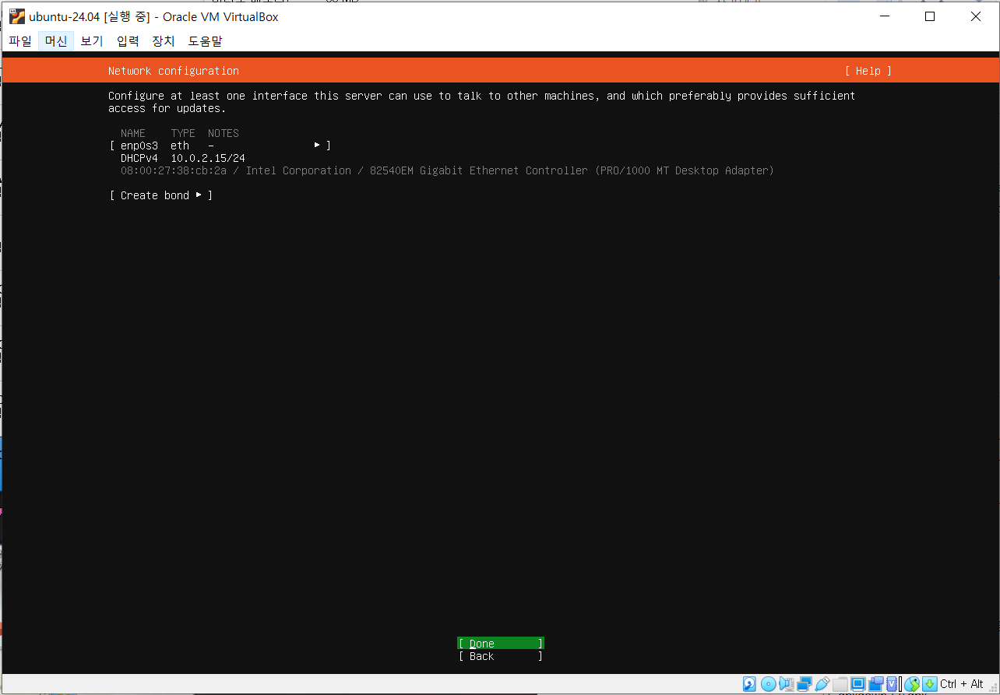 ubuntu-24.04 [실행 중] - Oracle VM VirtualBox
파일 머신 보기 입력 장치 도움말
Network configuration [ Help ]
Configure at least one interface this server can use to talk to other machines, and which preferably provides sufficient
access for updates.
NAME TYPE NOTES
[ enp0s3 eth - ▸ ]
DHCPv4 10.0.2.15/24
08:00:27:38:cb:2a / Intel Corporation / 82540EM Gigabit Ethernet Controller (PRO/1000 MT Desktop Adapter)
[ Create bond ▸ ]
[ Done ]
[ Back ]
Ctrl + Alt